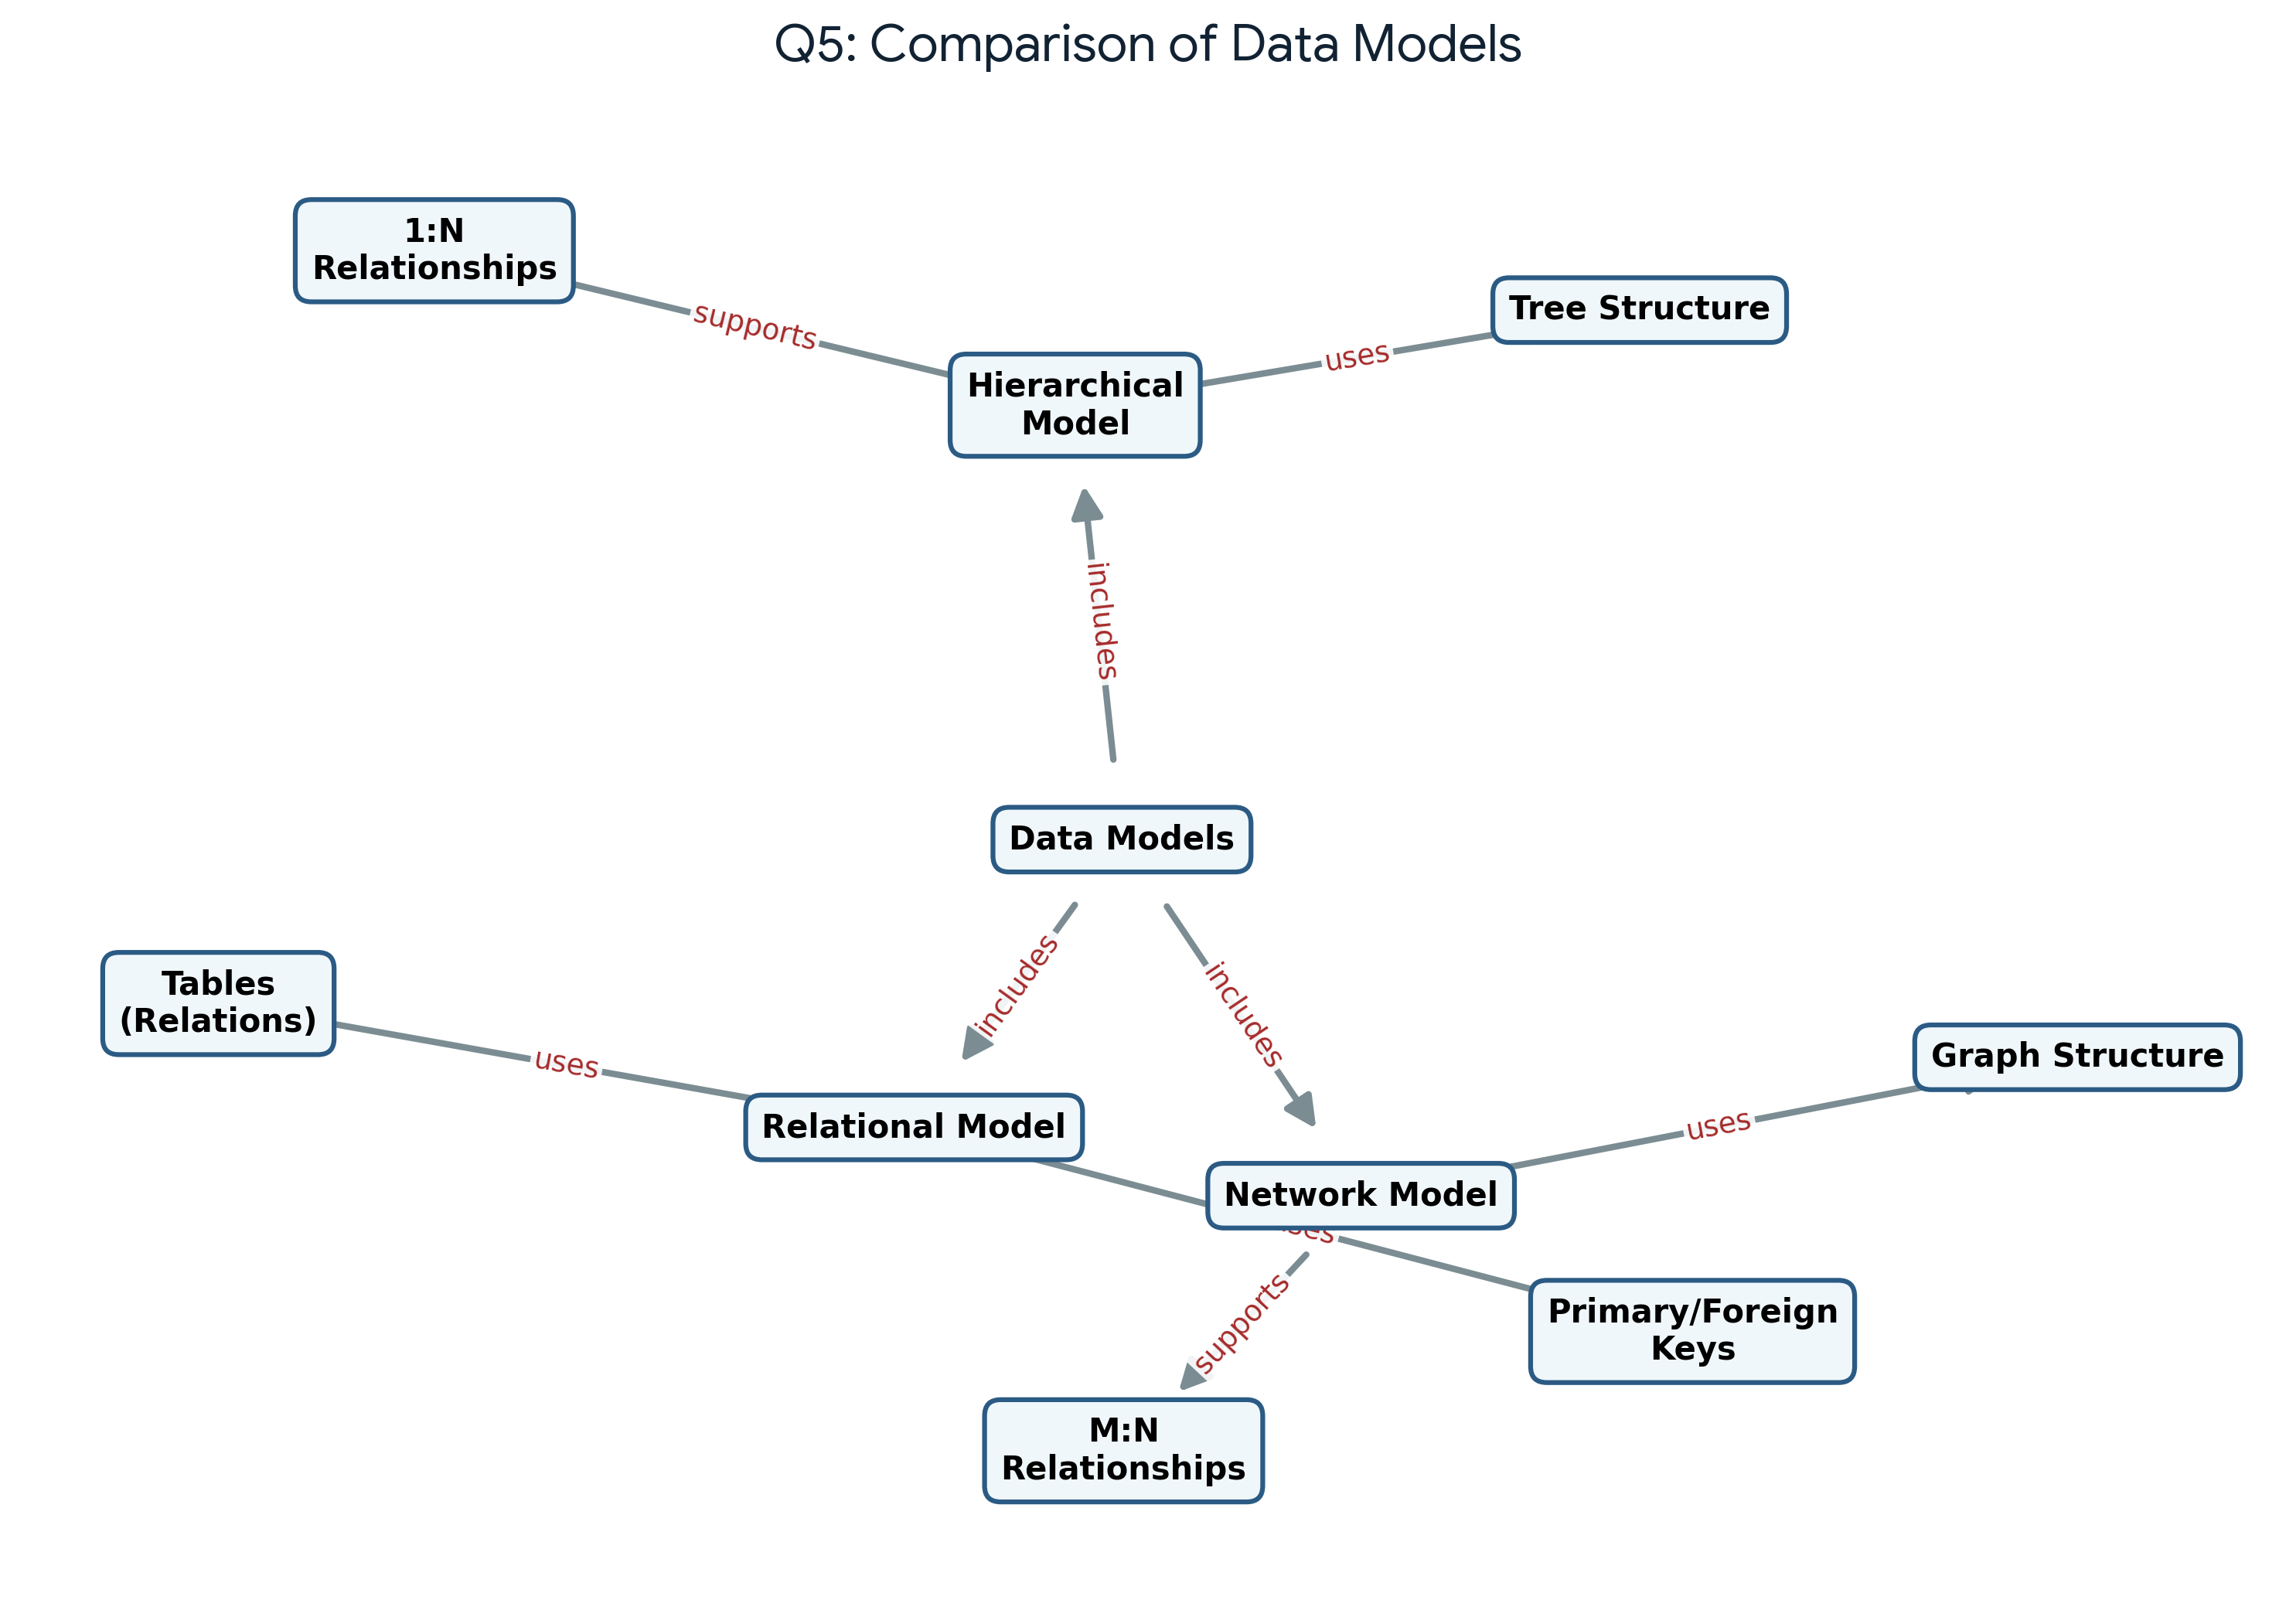 Q5: Comparison of Data Models
1:N
Relationships
supports
Tree Structure
uses
Hierarchical
Model
includes
Data Models
includes
includes
Tables
(Relations)
uses
Relational Model
Graph Structure
uses
Network Model
supports
Primary/Foreign
Keys
M:N
Relationships